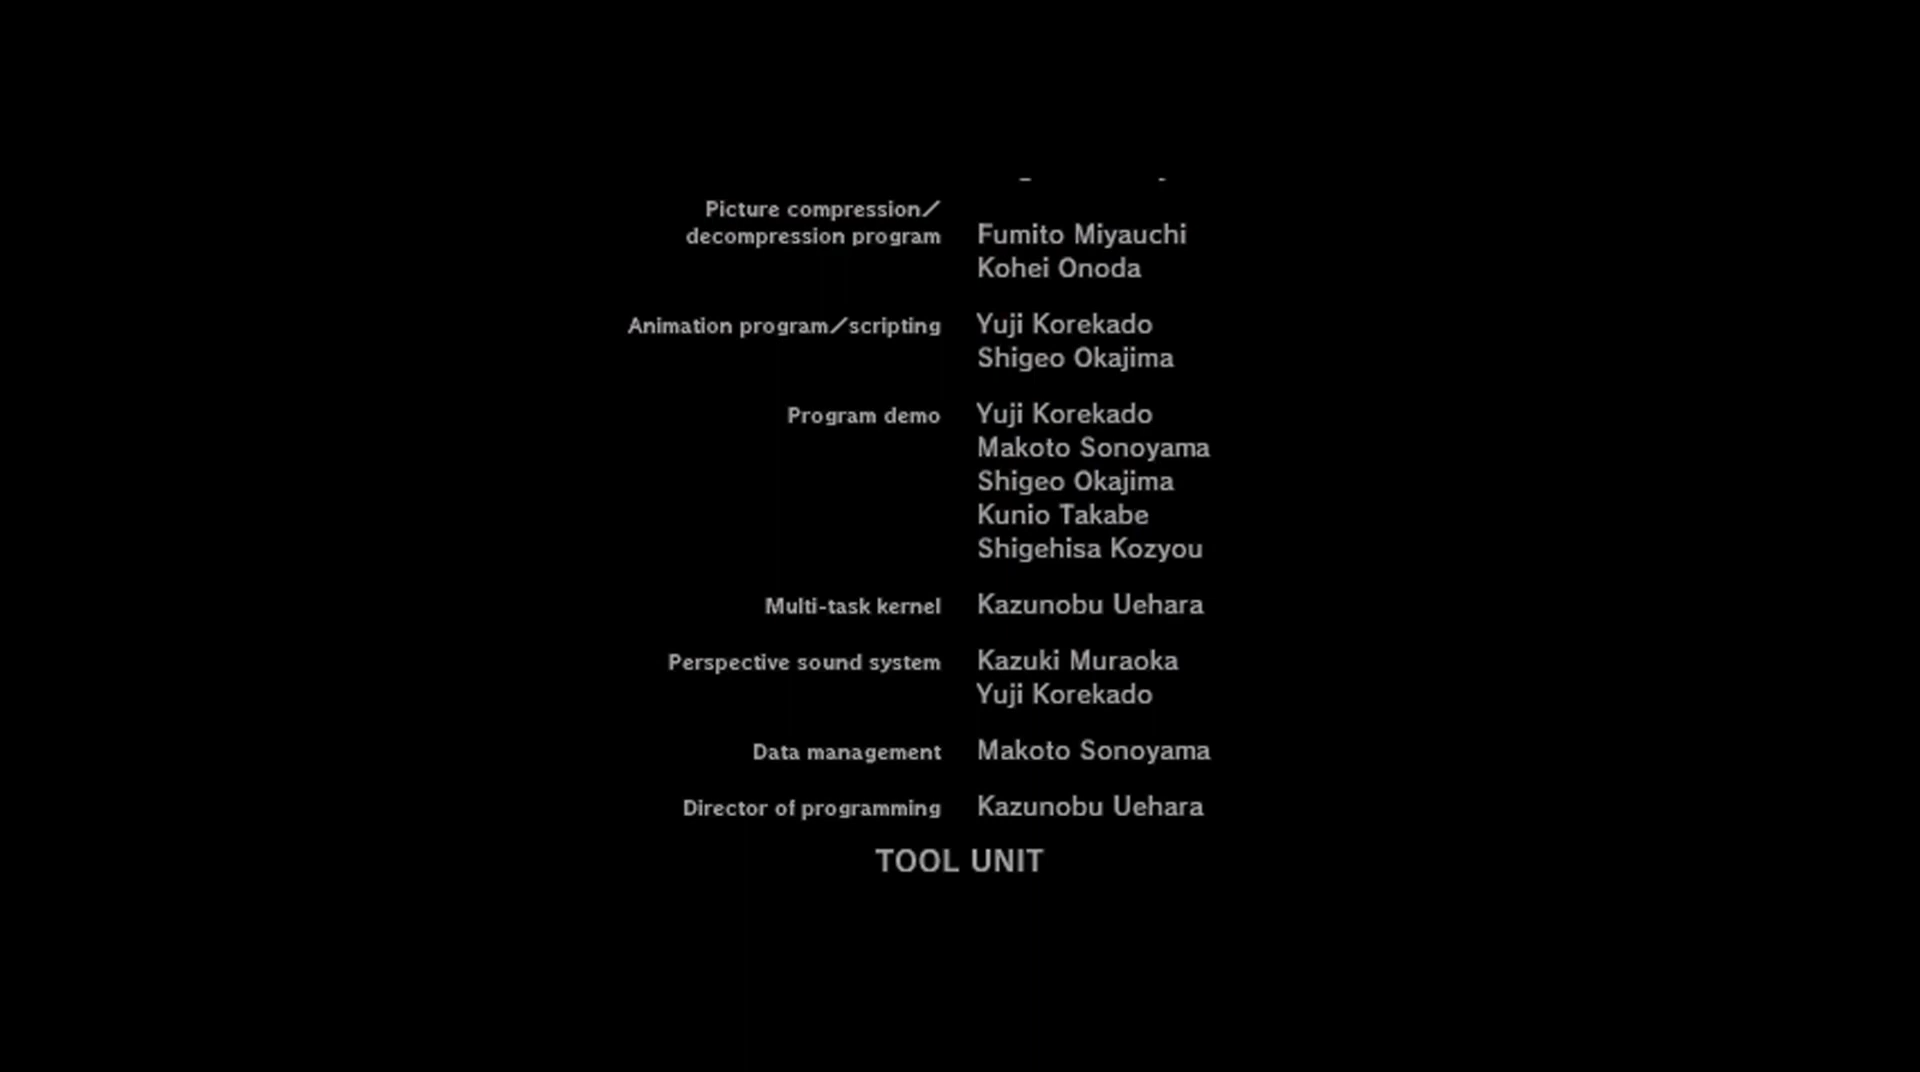 Picture compression／
decompression program Fumito Miyauchi
Kohei Onoda
Animation program／scripting Yuji Korekado
Shigeo Okajima
Program demo Yuji Korekado
Makoto Sonoyama
Shigeo Okajima
Kunio Takabe
Shigehisa Kozyou
Multi-task kernel Kazunobu Uehara
Perspective sound system Kazuki Muraoka
Yuji Korekado
Data management Makoto Sonoyama
Director of programming Kazunobu Uehara
TOOL UNIT